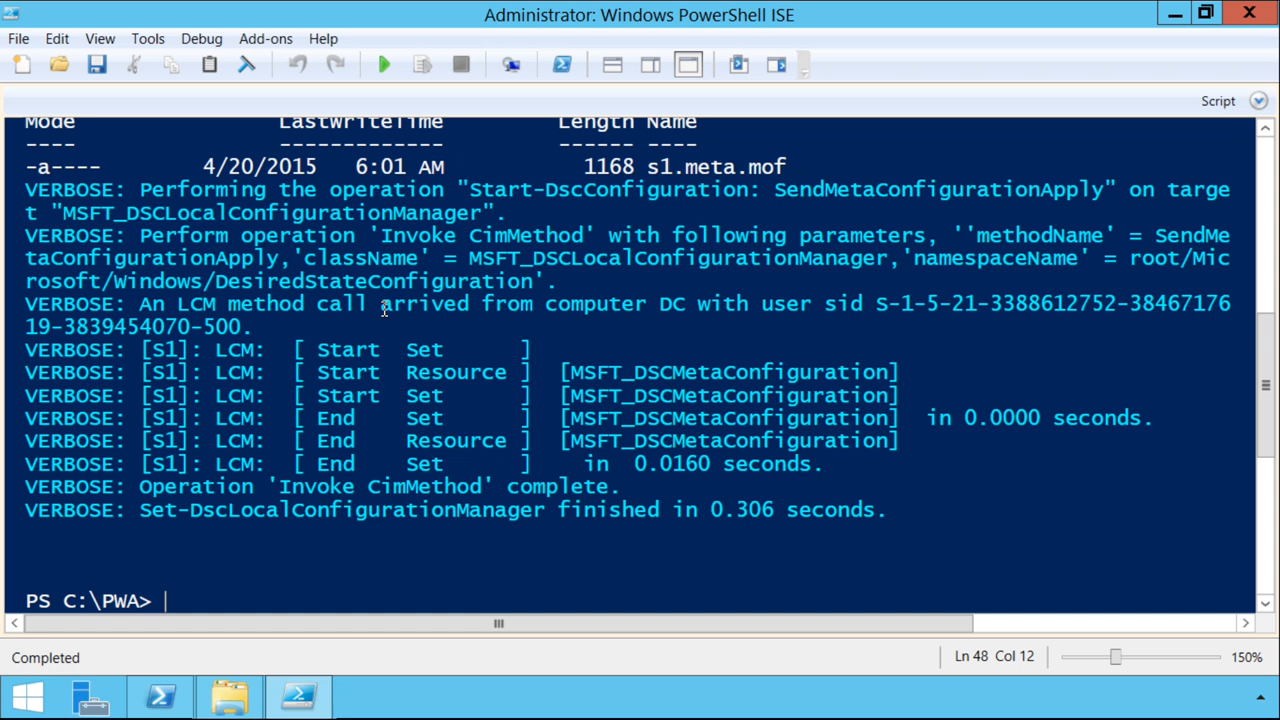 Administrator: Windows PowerShell ISE
File Edit View Tools Debug Add-ons Help
Script
Mode LastWriteTime Length Name
---- ------------- ------ ----
-a---- 4/20/2015 6:01 AM 1168 s1.meta.mof
VERBOSE: Performing the operation "Start-DscConfiguration: SendMetaConfigurationApply" on targe
t "MSFT_DSCLocalConfigurationManager".
VERBOSE: Perform operation 'Invoke CimMethod' with following parameters, ''methodName' = SendMe
taConfigurationApply,'className' = MSFT_DSCLocalConfigurationManager,'namespaceName' = root/Mic
rosoft/Windows/DesiredStateConfiguration'.
VERBOSE: An LCM method call arrived from computer DC with user sid S-1-5-21-3388612752-38467176
19-3839454070-500.
VERBOSE: [S1]: LCM: [ Start Set ]
VERBOSE: [S1]: LCM: [ Start Resource ] [MSFT_DSCMetaConfiguration]
VERBOSE: [S1]: LCM: [ Start Set ] [MSFT_DSCMetaConfiguration]
VERBOSE: [S1]: LCM: [ End Set ] [MSFT_DSCMetaConfiguration] in 0.0000 seconds.
VERBOSE: [S1]: LCM: [ End Resource ] [MSFT_DSCMetaConfiguration]
VERBOSE: [S1]: LCM: [ End Set ] in 0.0160 seconds.
VERBOSE: Operation 'Invoke CimMethod' complete.
VERBOSE: Set-DscLocalConfigurationManager finished in 0.306 seconds.
PS C:\PWA>
Completed Ln 48 Col 12 150%